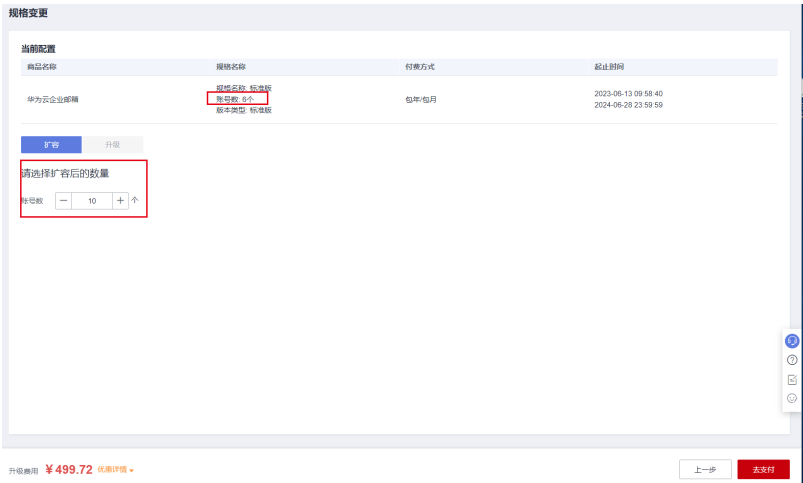 规格变更
当前配置
商品名称 规格名称 付费方式 起止时间
规格名称: 标准版
华为云企业邮箱 账号数: 6个 包年/包月 2023-06-13 09:58:40
2024-06-28 23:59:59
版本类型: 标准版
扩容 升级
请选择扩容后的数量
账号数 － 10 ＋ 个
升级费用 ¥499.72 优惠详情 上一步 去支付